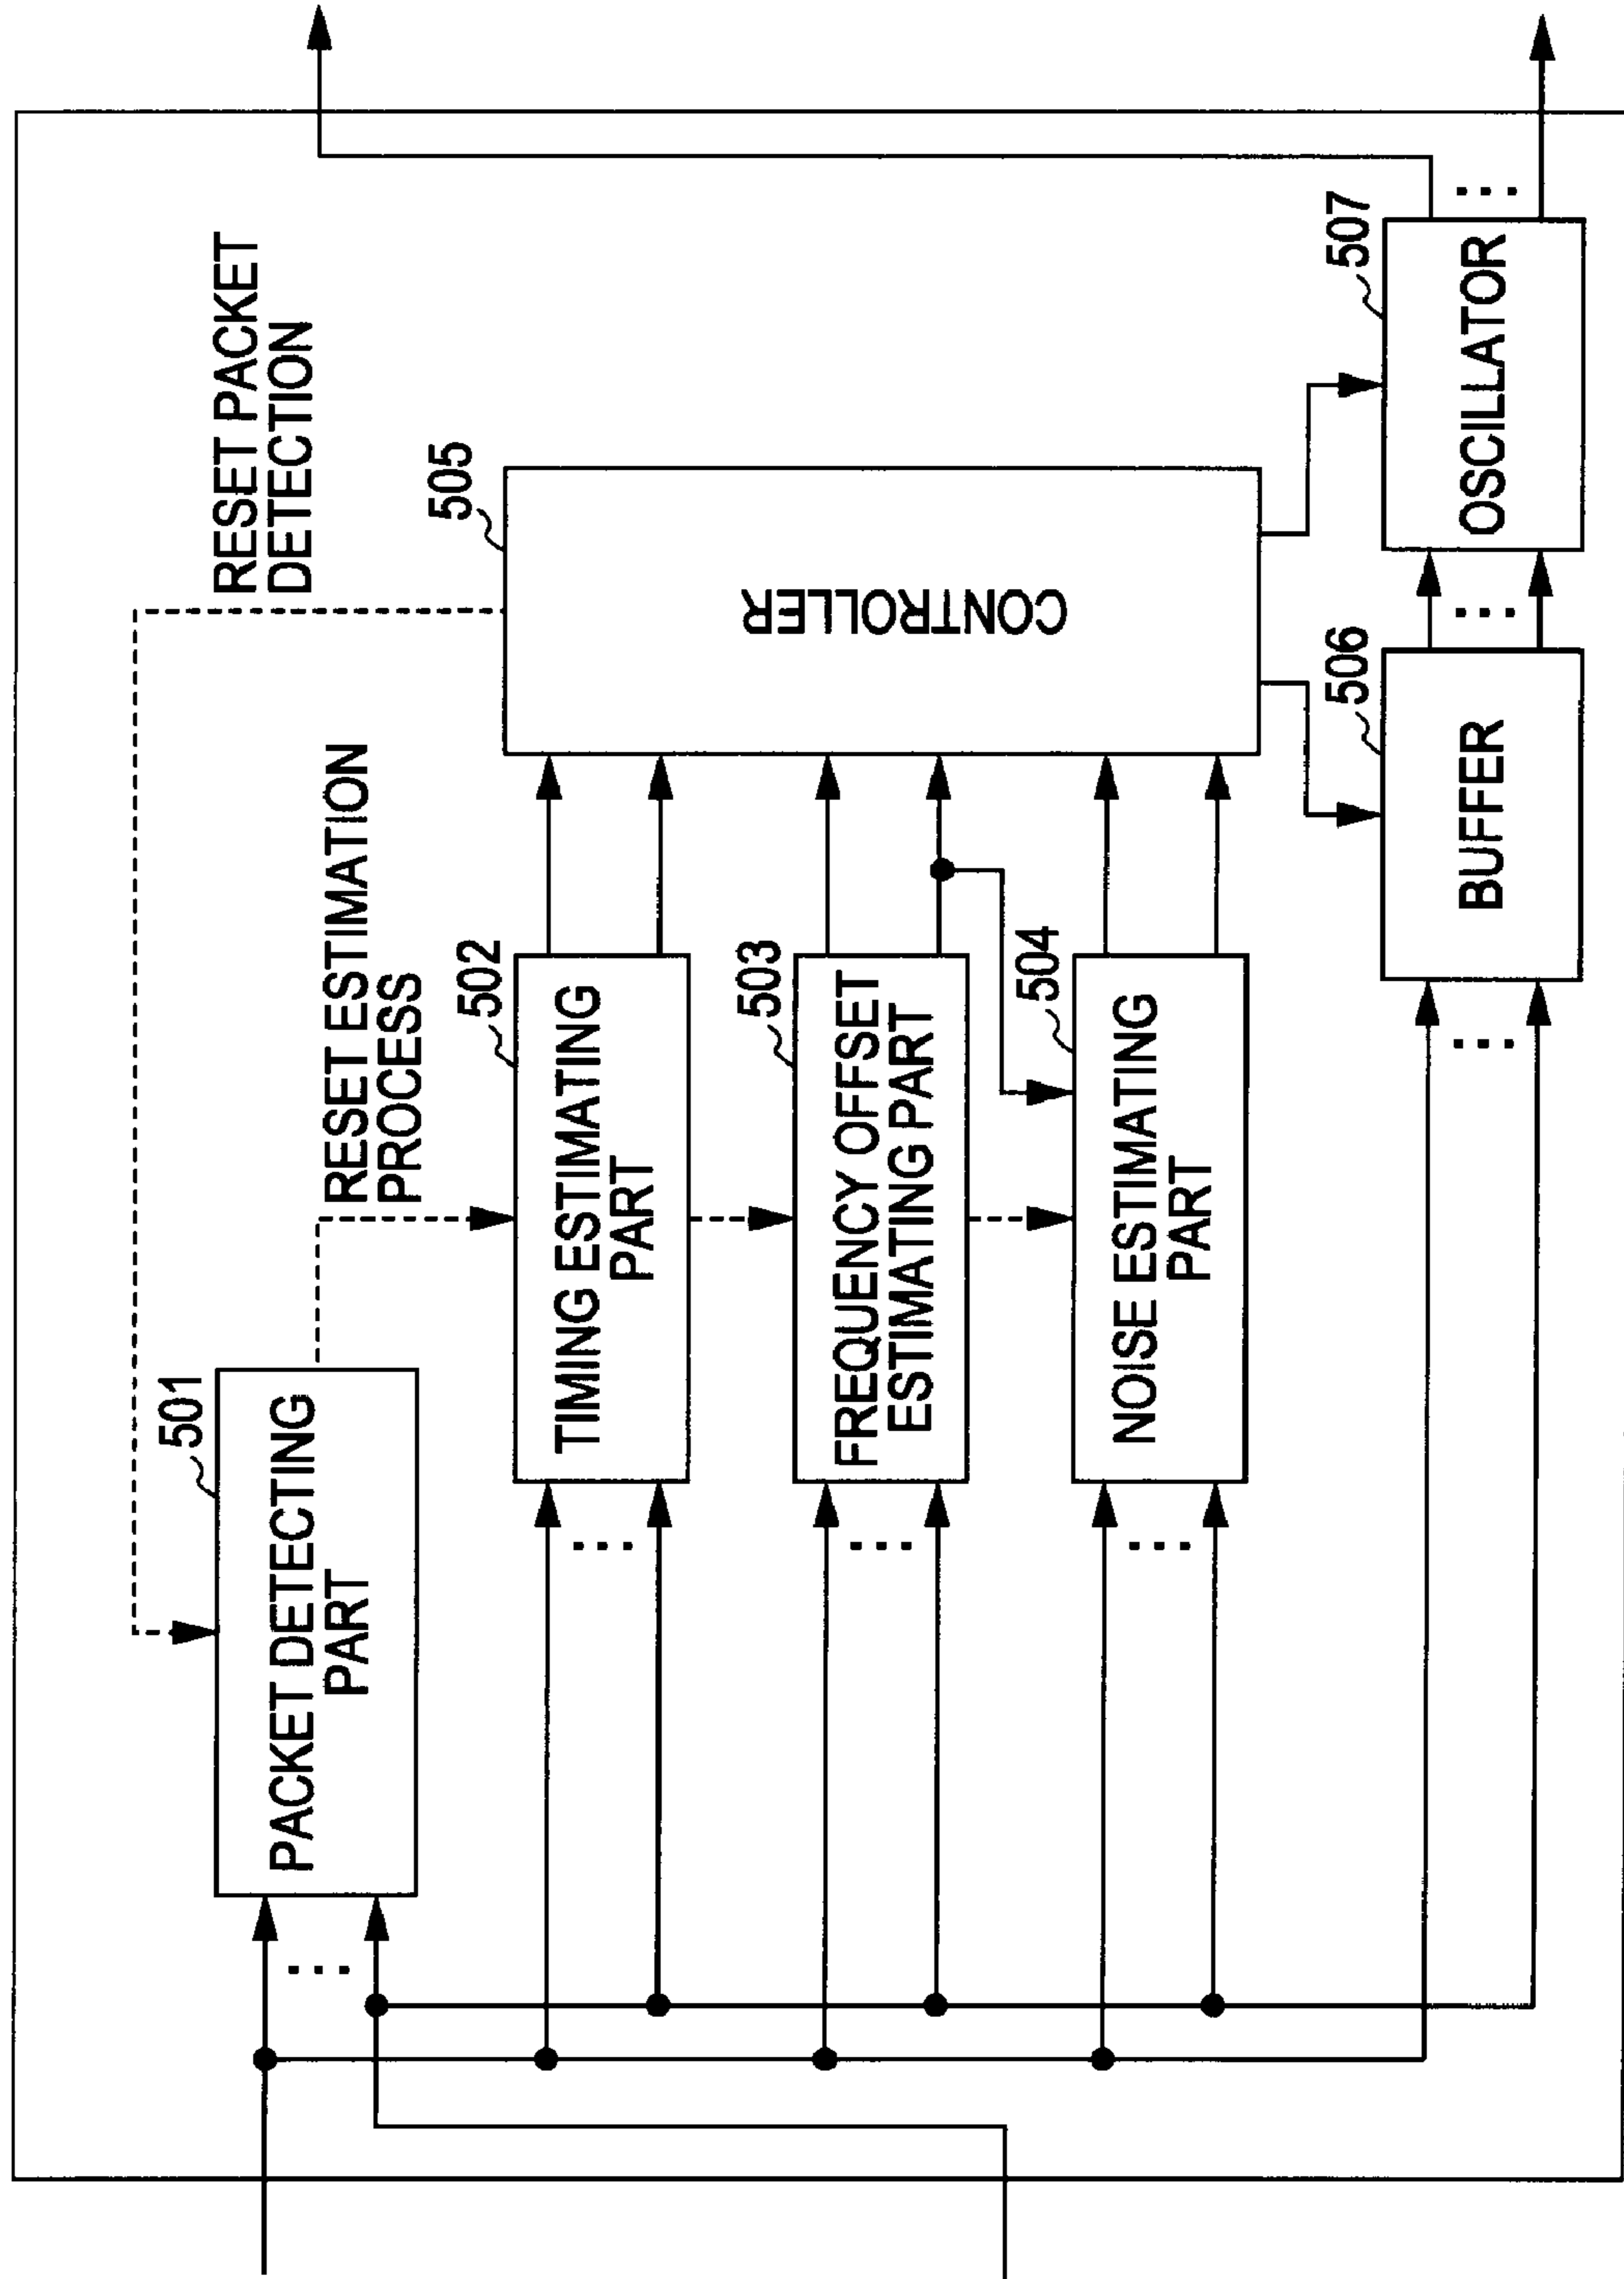 RESET PACKET
DETECTION
501
PACKET DETECTING
PART
RESET ESTIMATION
PROCESS
502
TIMING ESTIMATING
PART
505
CONTROLLER
503
FREQUENCY OFFSET
ESTIMATING PART
504
NOISE ESTIMATING
PART
506
BUFFER
507
OSCILLATOR